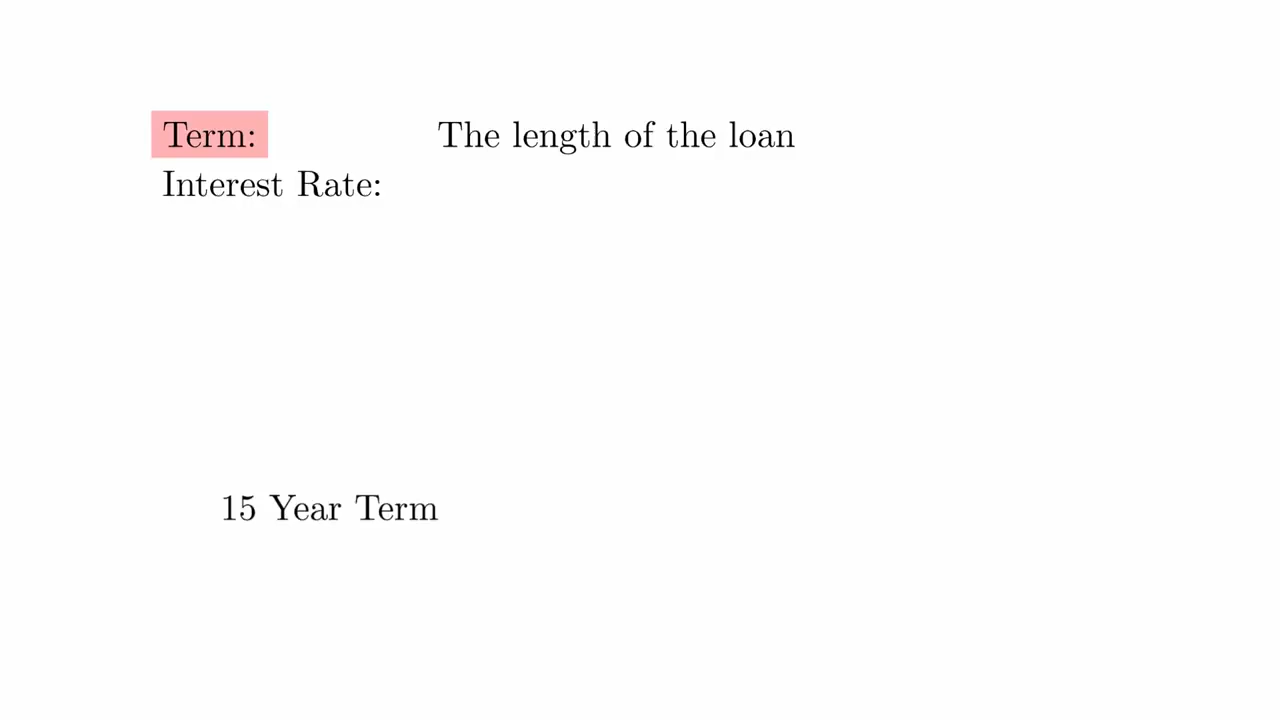 Term: The length of the loan
Interest Rate:
15 Year Term